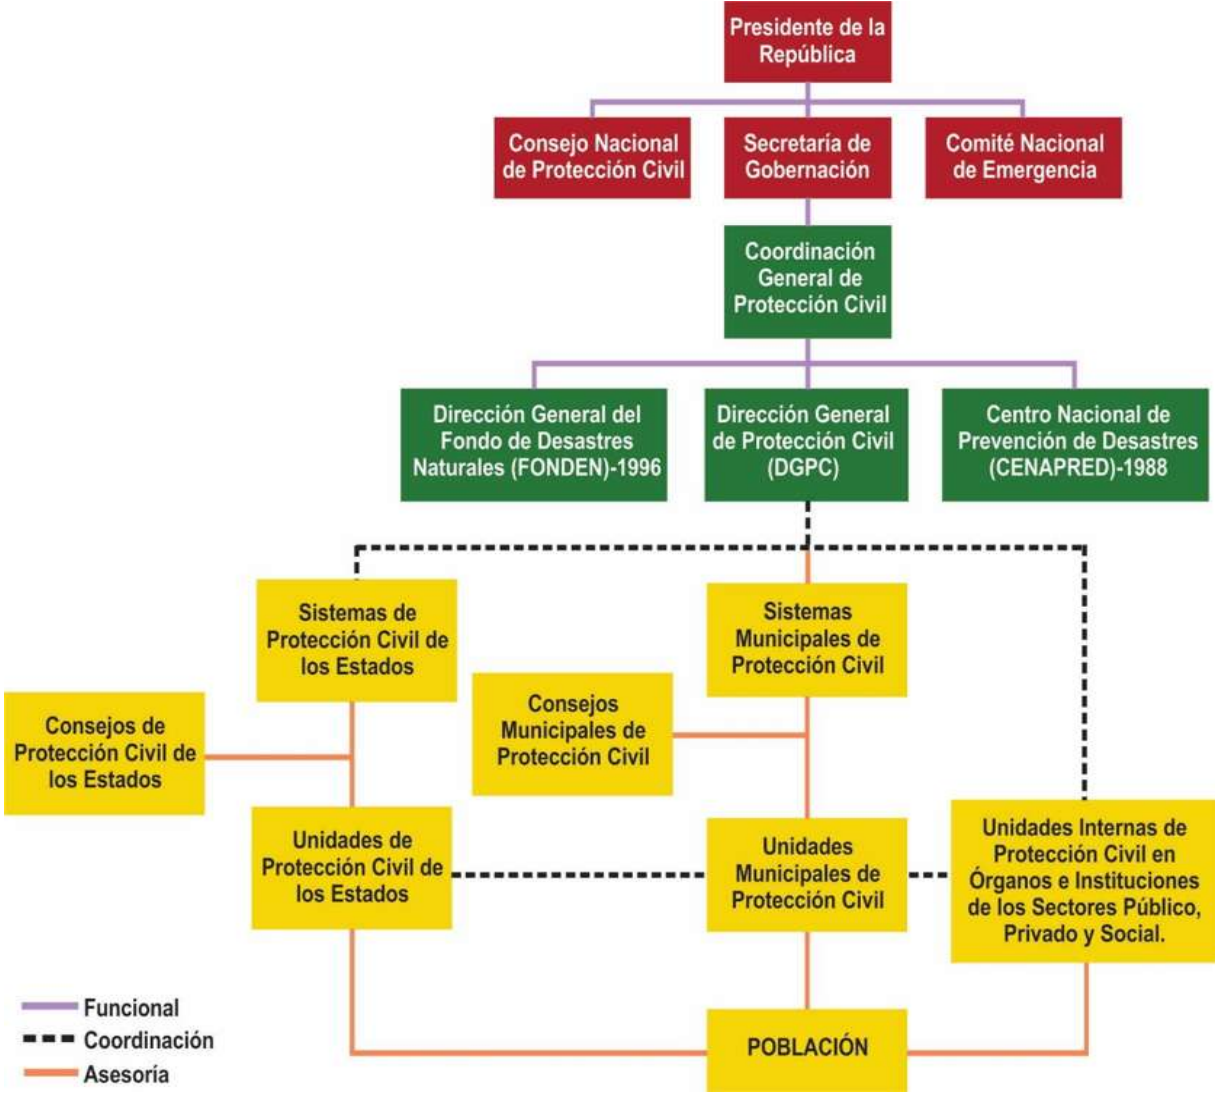 Presidente de la
República
Consejo Nacional
de Protección Civil
Secretaría de
Gobernación
Comité Nacional
de Emergencia
Coordinación
General de
Protección Civil
Dirección General del
Fondo de Desastres
Naturales (FONDEN)-1996
Dirección General
de Protección Civil
(DGPC)
Centro Nacional de
Prevención de Desastres
(CENAPRED)-1988
Sistemas de
Protección Civil de
los Estados
Sistemas
Municipales de
Protección Civil
Consejos de
Protección Civil de
los Estados
Consejos
Municipales de
Protección Civil
Unidades de
Protección Civil de
los Estados
Unidades
Municipales de
Protección Civil
Unidades Internas de
Protección Civil en
Órganos e Instituciones
de los Sectores Público,
Privado y Social.
POBLACIÓN
Funcional
Coordinación
Asesoría